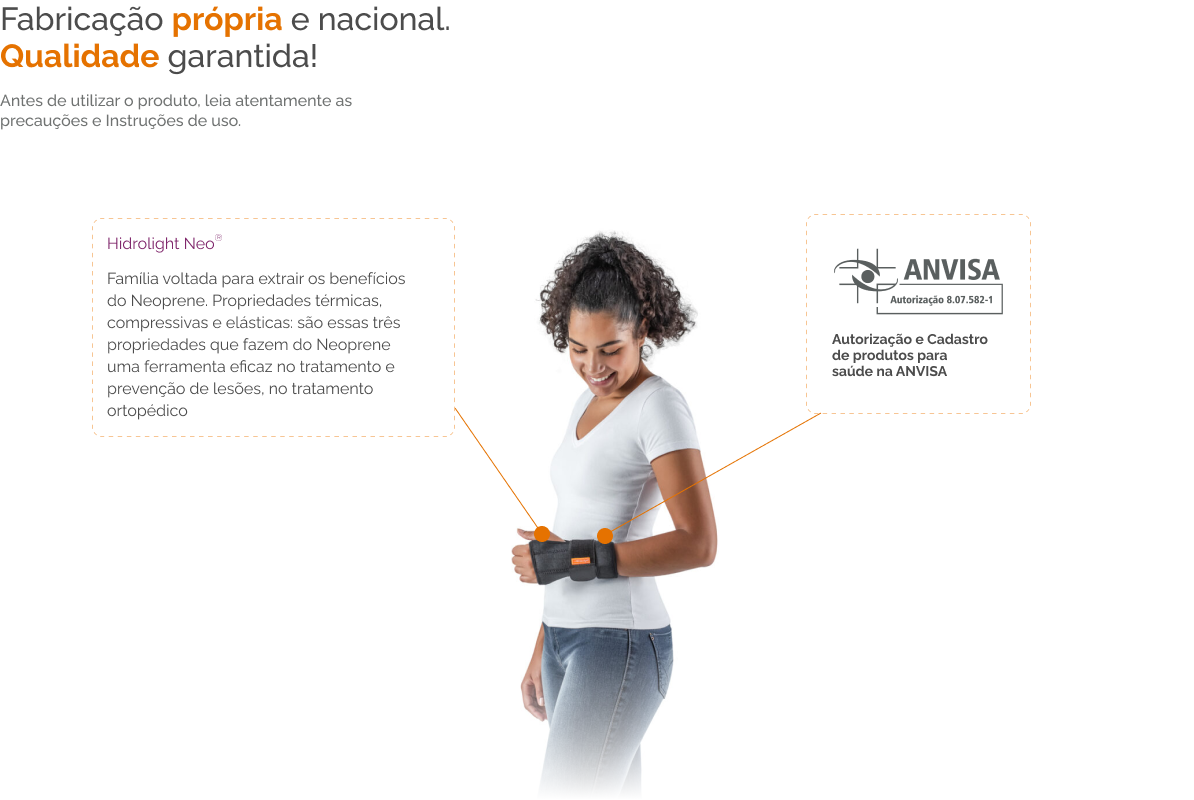 Fabricação própria e nacional.
Qualidade garantida!
Antes de utilizar o produto, leia atentamente as
precauções e Instruções de uso.
Hidrolight Neo®
Família voltada para extrair os benefícios
do Neoprene. Propriedades térmicas,
compressivas e elásticas: são essas três
propriedades que fazem do Neoprene
uma ferramenta eficaz no tratamento e
prevenção de lesões, no tratamento
ortopédico
ANVISA
Autorização 8.07.582-1
Autorização e Cadastro
de produtos para
saúde na ANVISA